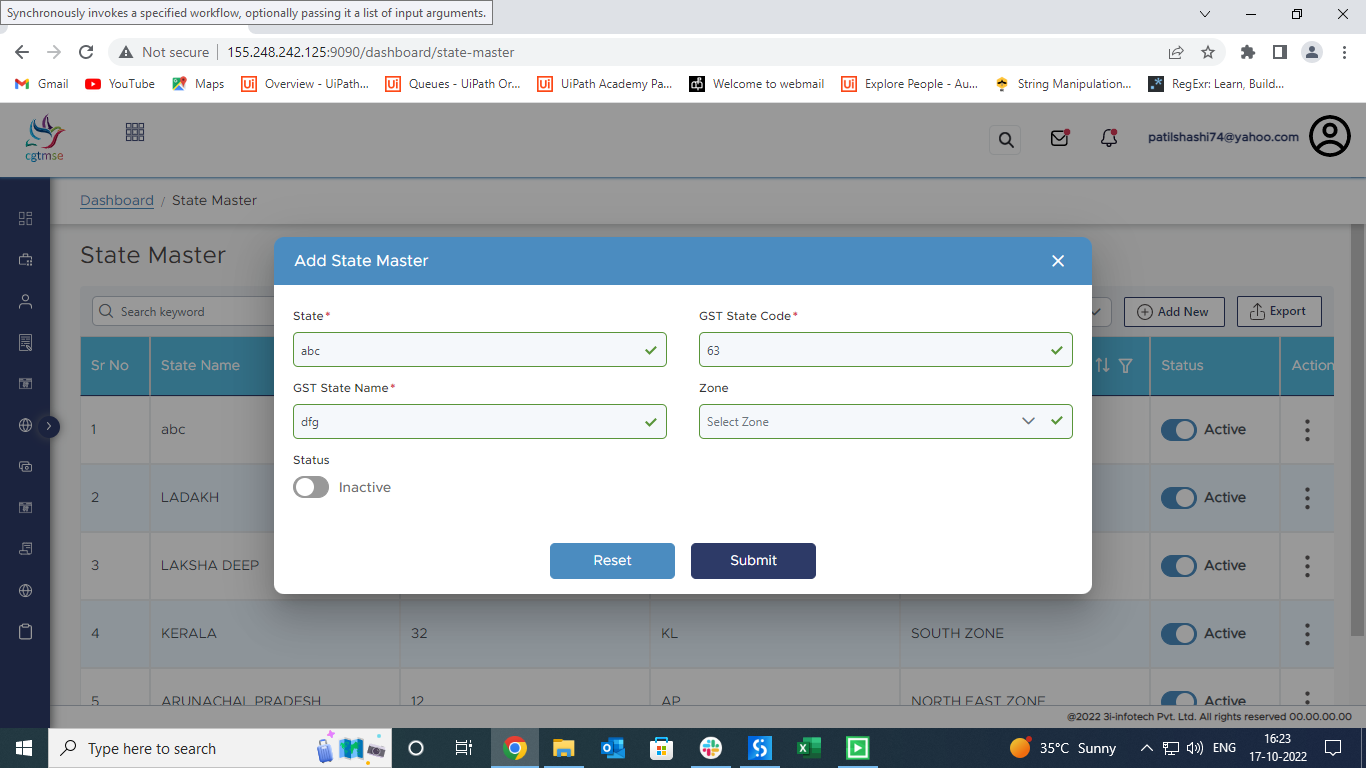 Synchronously invokes a specified workflow, optionally passing it a list of input arguments.
Not secure 155.248.242.125:9090/dashboard/state-master
Gmail YouTube Maps Overview - UiPath... Queues - UiPath Or... UiPath Academy Pa... Welcome to webmail Explore People - Au... String Manipulation... RegExr: Learn, Build...
cgtmse
patilshashi74@yahoo.com
Dashboard / State Master
State Master
Add State Master
Search keyword
Add New
Export
State*
GST State Code*
abc
63
GST State Name*
Zone
dfg
Select Zone
Status
Inactive
Reset
Submit
Sr No State Name Status Action
1 abc Active
2 LADAKH Active
3 LAKSHA DEEP Active
4 KERALA 32 KL SOUTH ZONE Active
5 ARUNACHAL PRADESH 12 AP NORTH EAST ZONE Active
@2022 3i-infotech Pvt. Ltd. All rights reserved 00.00.00.00
Type here to search
35°C Sunny
ENG
16:23
17-10-2022